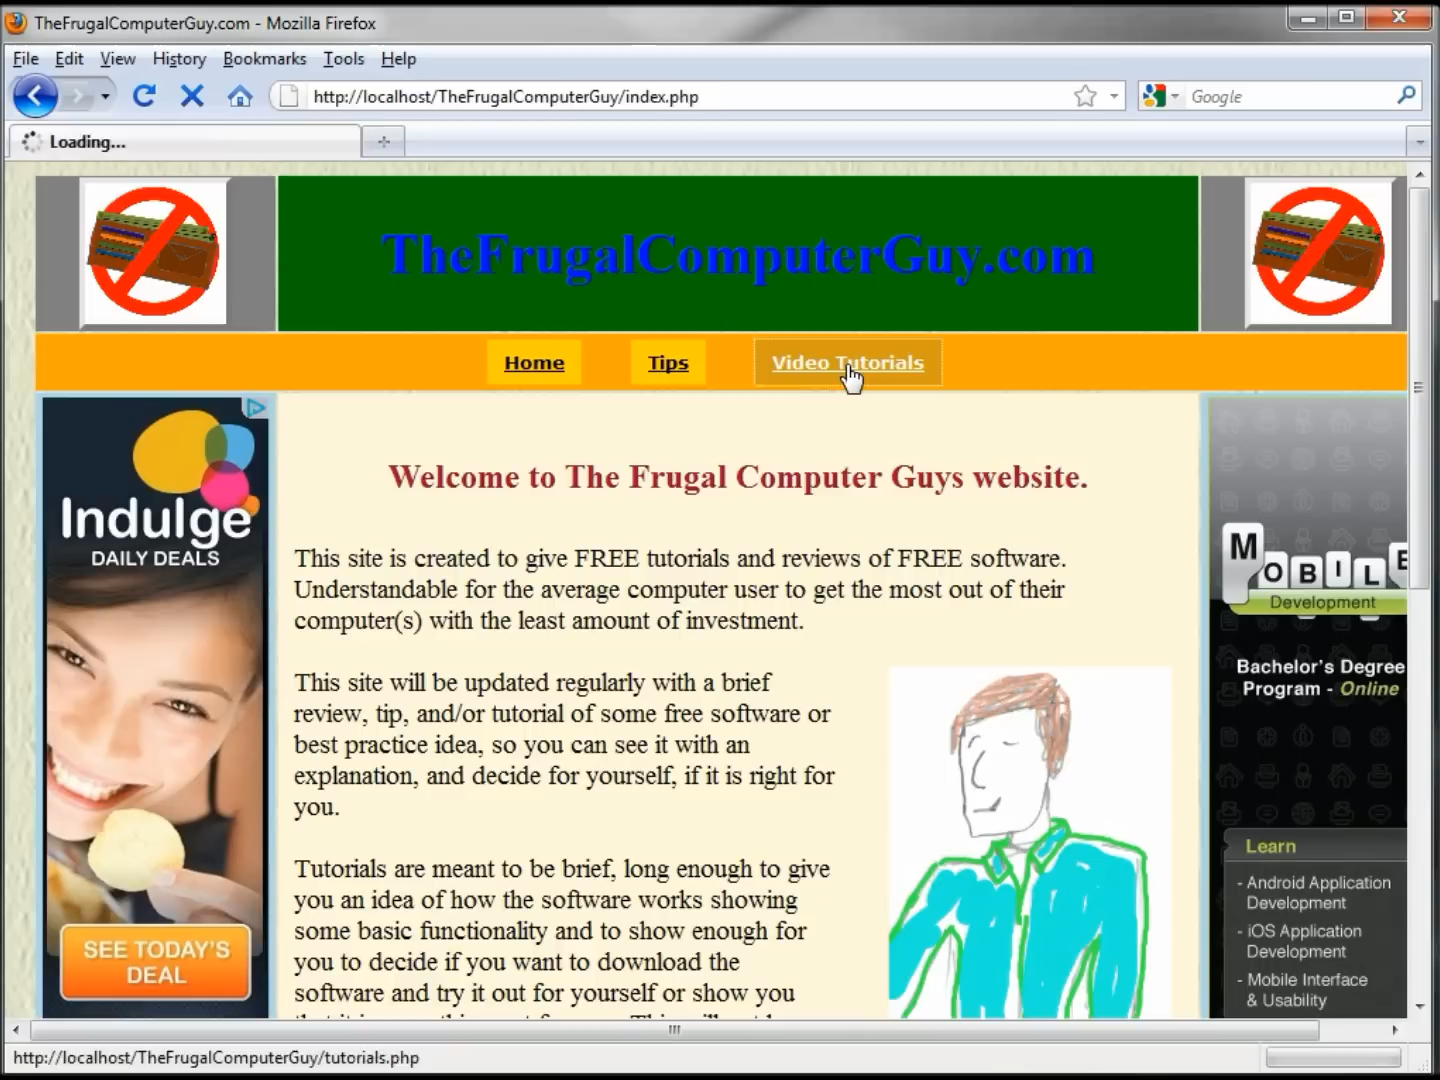 TheFrugalComputerGuy.com - Mozilla Firefox
File Edit View History Bookmarks Tools Help
http://localhost/TheFrugalComputerGuy/index.php
Google
Loading...
TheFrugalComputerGuy.com
Home Tips Video Tutorials
Indulge
DAILY DEALS
SEE TODAY'S
DEAL
Welcome to The Frugal Computer Guys website.
This site is created to give FREE tutorials and reviews of FREE software.
Understandable for the average computer user to get the most out of their
computer(s) with the least amount of investment.
This site will be updated regularly with a brief
review, tip, and/or tutorial of some free software or
best practice idea, so you can see it with an
explanation, and decide for yourself, if it is right for
you.
Tutorials are meant to be brief, long enough to give
you an idea of how the software works showing
some basic functionality and to show enough for
you to decide if you want to download the
software and try it out for yourself or show you
MOBILE
Development
Bachelor's Degree
Program - Online
Learn
- Android Application
Development
- iOS Application
Development
- Mobile Interface
& Usability
http://localhost/TheFrugalComputerGuy/tutorials.php